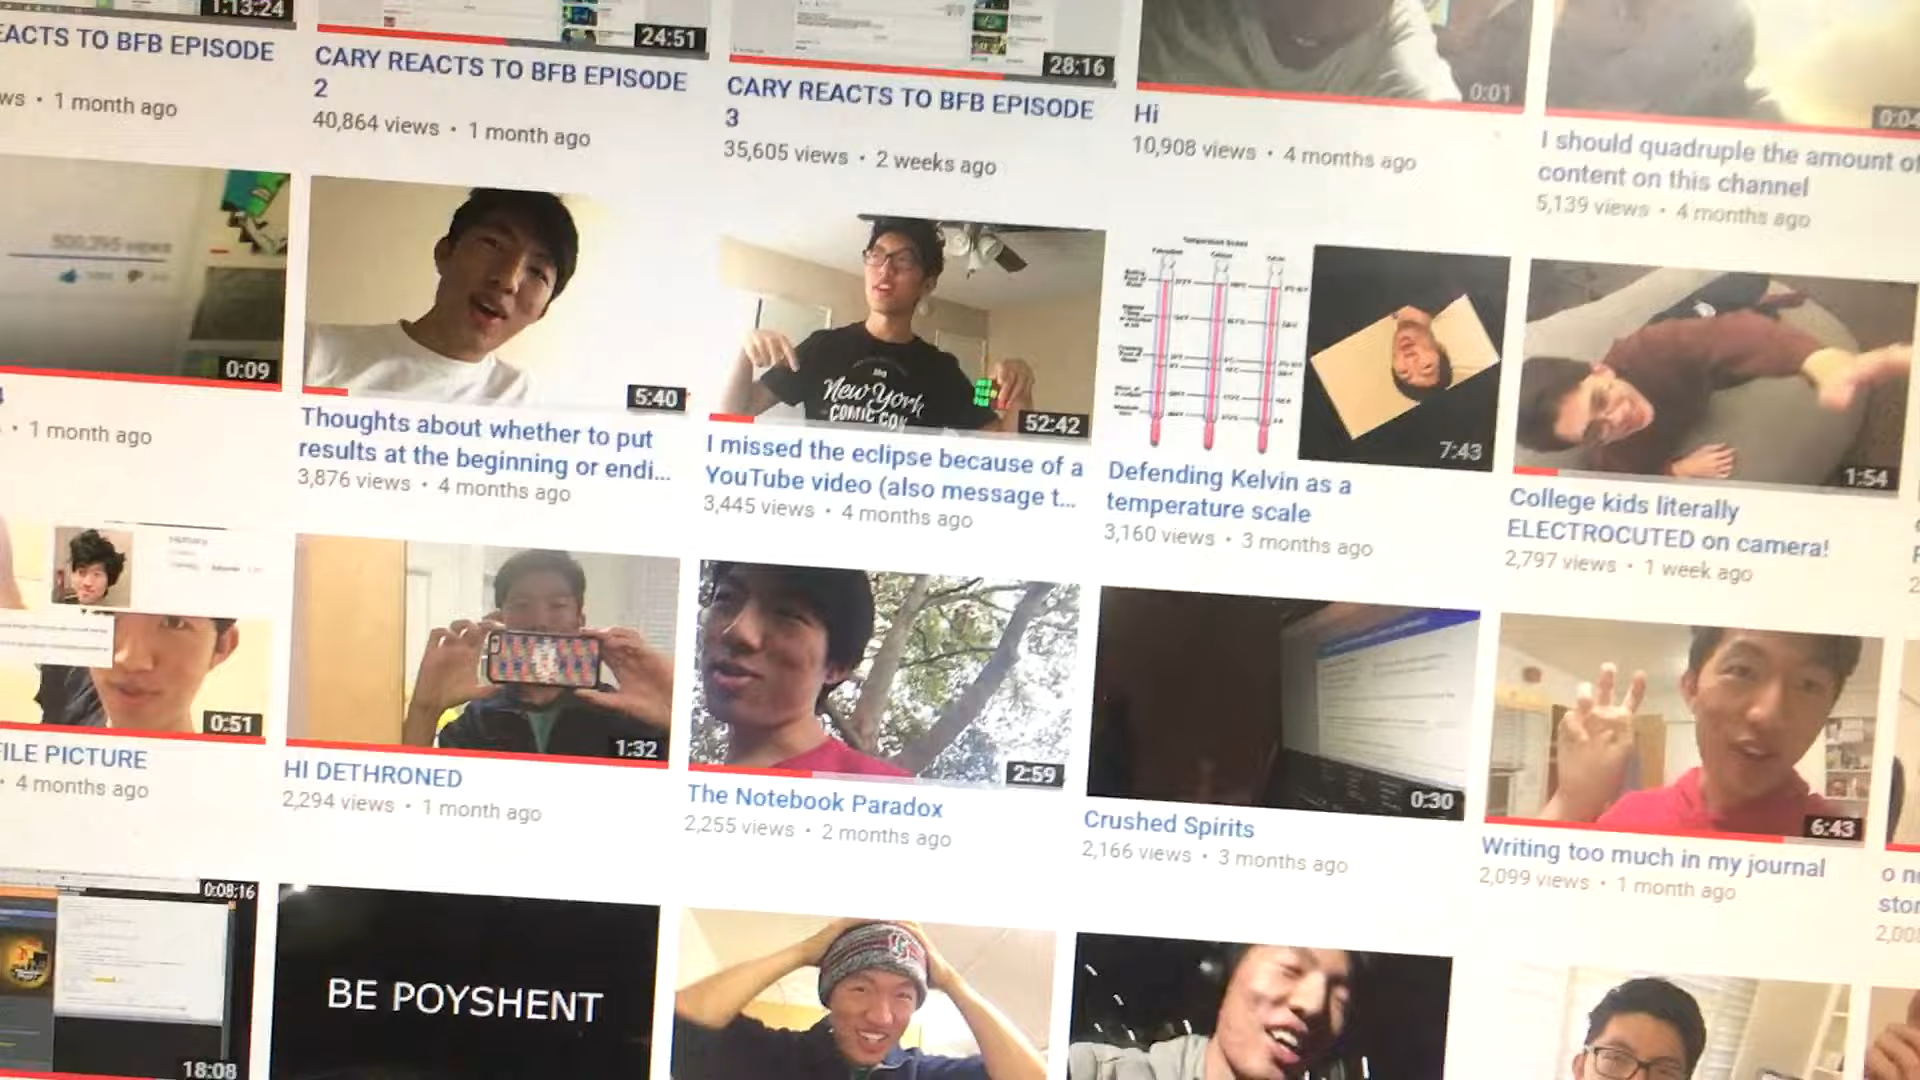 1:13:24
24:51
28:16
0:01
0:04
EACTS TO BFB EPISODE
ws • 1 month ago
CARY REACTS TO BFB EPISODE
2
40,864 views • 1 month ago
CARY REACTS TO BFB EPISODE
3
35,605 views • 2 weeks ago
Hi
10,908 views • 4 months ago
I should quadruple the amount of
content on this channel
5,139 views • 4 months ago
views
0:09
5:40
New York
COMIC CON
52:42
Temperature Scales
7:43
1:54
• 1 month ago
Thoughts about whether to put
results at the beginning or endi...
3,876 views • 4 months ago
I missed the eclipse because of a
YouTube video (also message t...
3,445 views • 4 months ago
Defending Kelvin as a
temperature scale
3,160 views • 3 months ago
College kids literally
ELECTROCUTED on camera!
2,797 views • 1 week ago
0:51
1:32
2:59
0:30
6:43
FILE PICTURE
• 4 months ago
HI DETHRONED
2,294 views • 1 month ago
The Notebook Paradox
2,255 views • 2 months ago
Crushed Spirits
2,166 views • 3 months ago
Writing too much in my journal
2,099 views • 1 month ago
0:08:16
18:08
BE POYSHENT